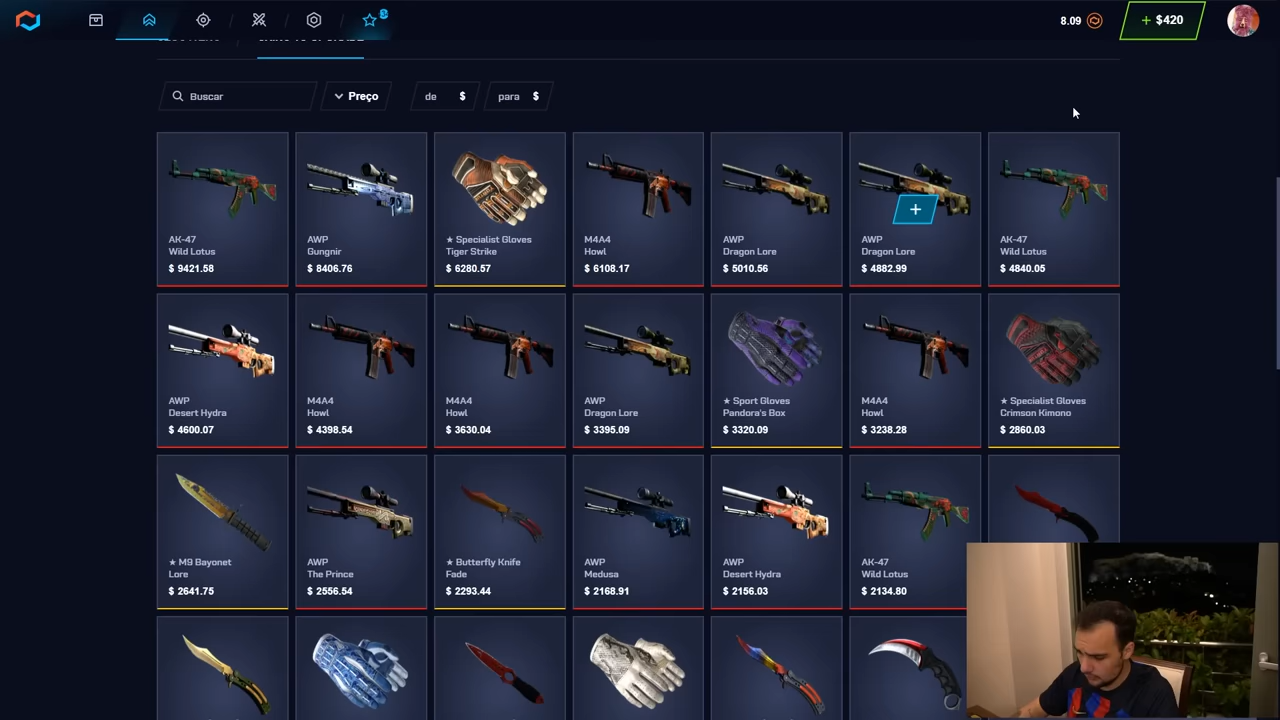 8.09
+ $420
Buscar
Preço
de $
para $
AK-47
Wild Lotus
$ 9421.58
AWP
Gungnir
$ 8406.76
★ Specialist Gloves
Tiger Strike
$ 6280.57
M4A4
Howl
$ 6108.17
AWP
Dragon Lore
$ 5010.56
+
AWP
Dragon Lore
$ 4882.99
AK-47
Wild Lotus
$ 4840.05
AWP
Desert Hydra
$ 4600.07
M4A4
Howl
$ 4398.54
M4A4
Howl
$ 3630.04
AWP
Dragon Lore
$ 3395.09
★ Sport Gloves
Pandora's Box
$ 3320.09
M4A4
Howl
$ 3238.28
★ Specialist Gloves
Crimson Kimono
$ 2860.03
★ M9 Bayonet
Lore
$ 2641.75
AWP
The Prince
$ 2556.54
★ Butterfly Knife
Fade
$ 2293.44
AWP
Medusa
$ 2168.91
AWP
Desert Hydra
$ 2156.03
AK-47
Wild Lotus
$ 2134.80